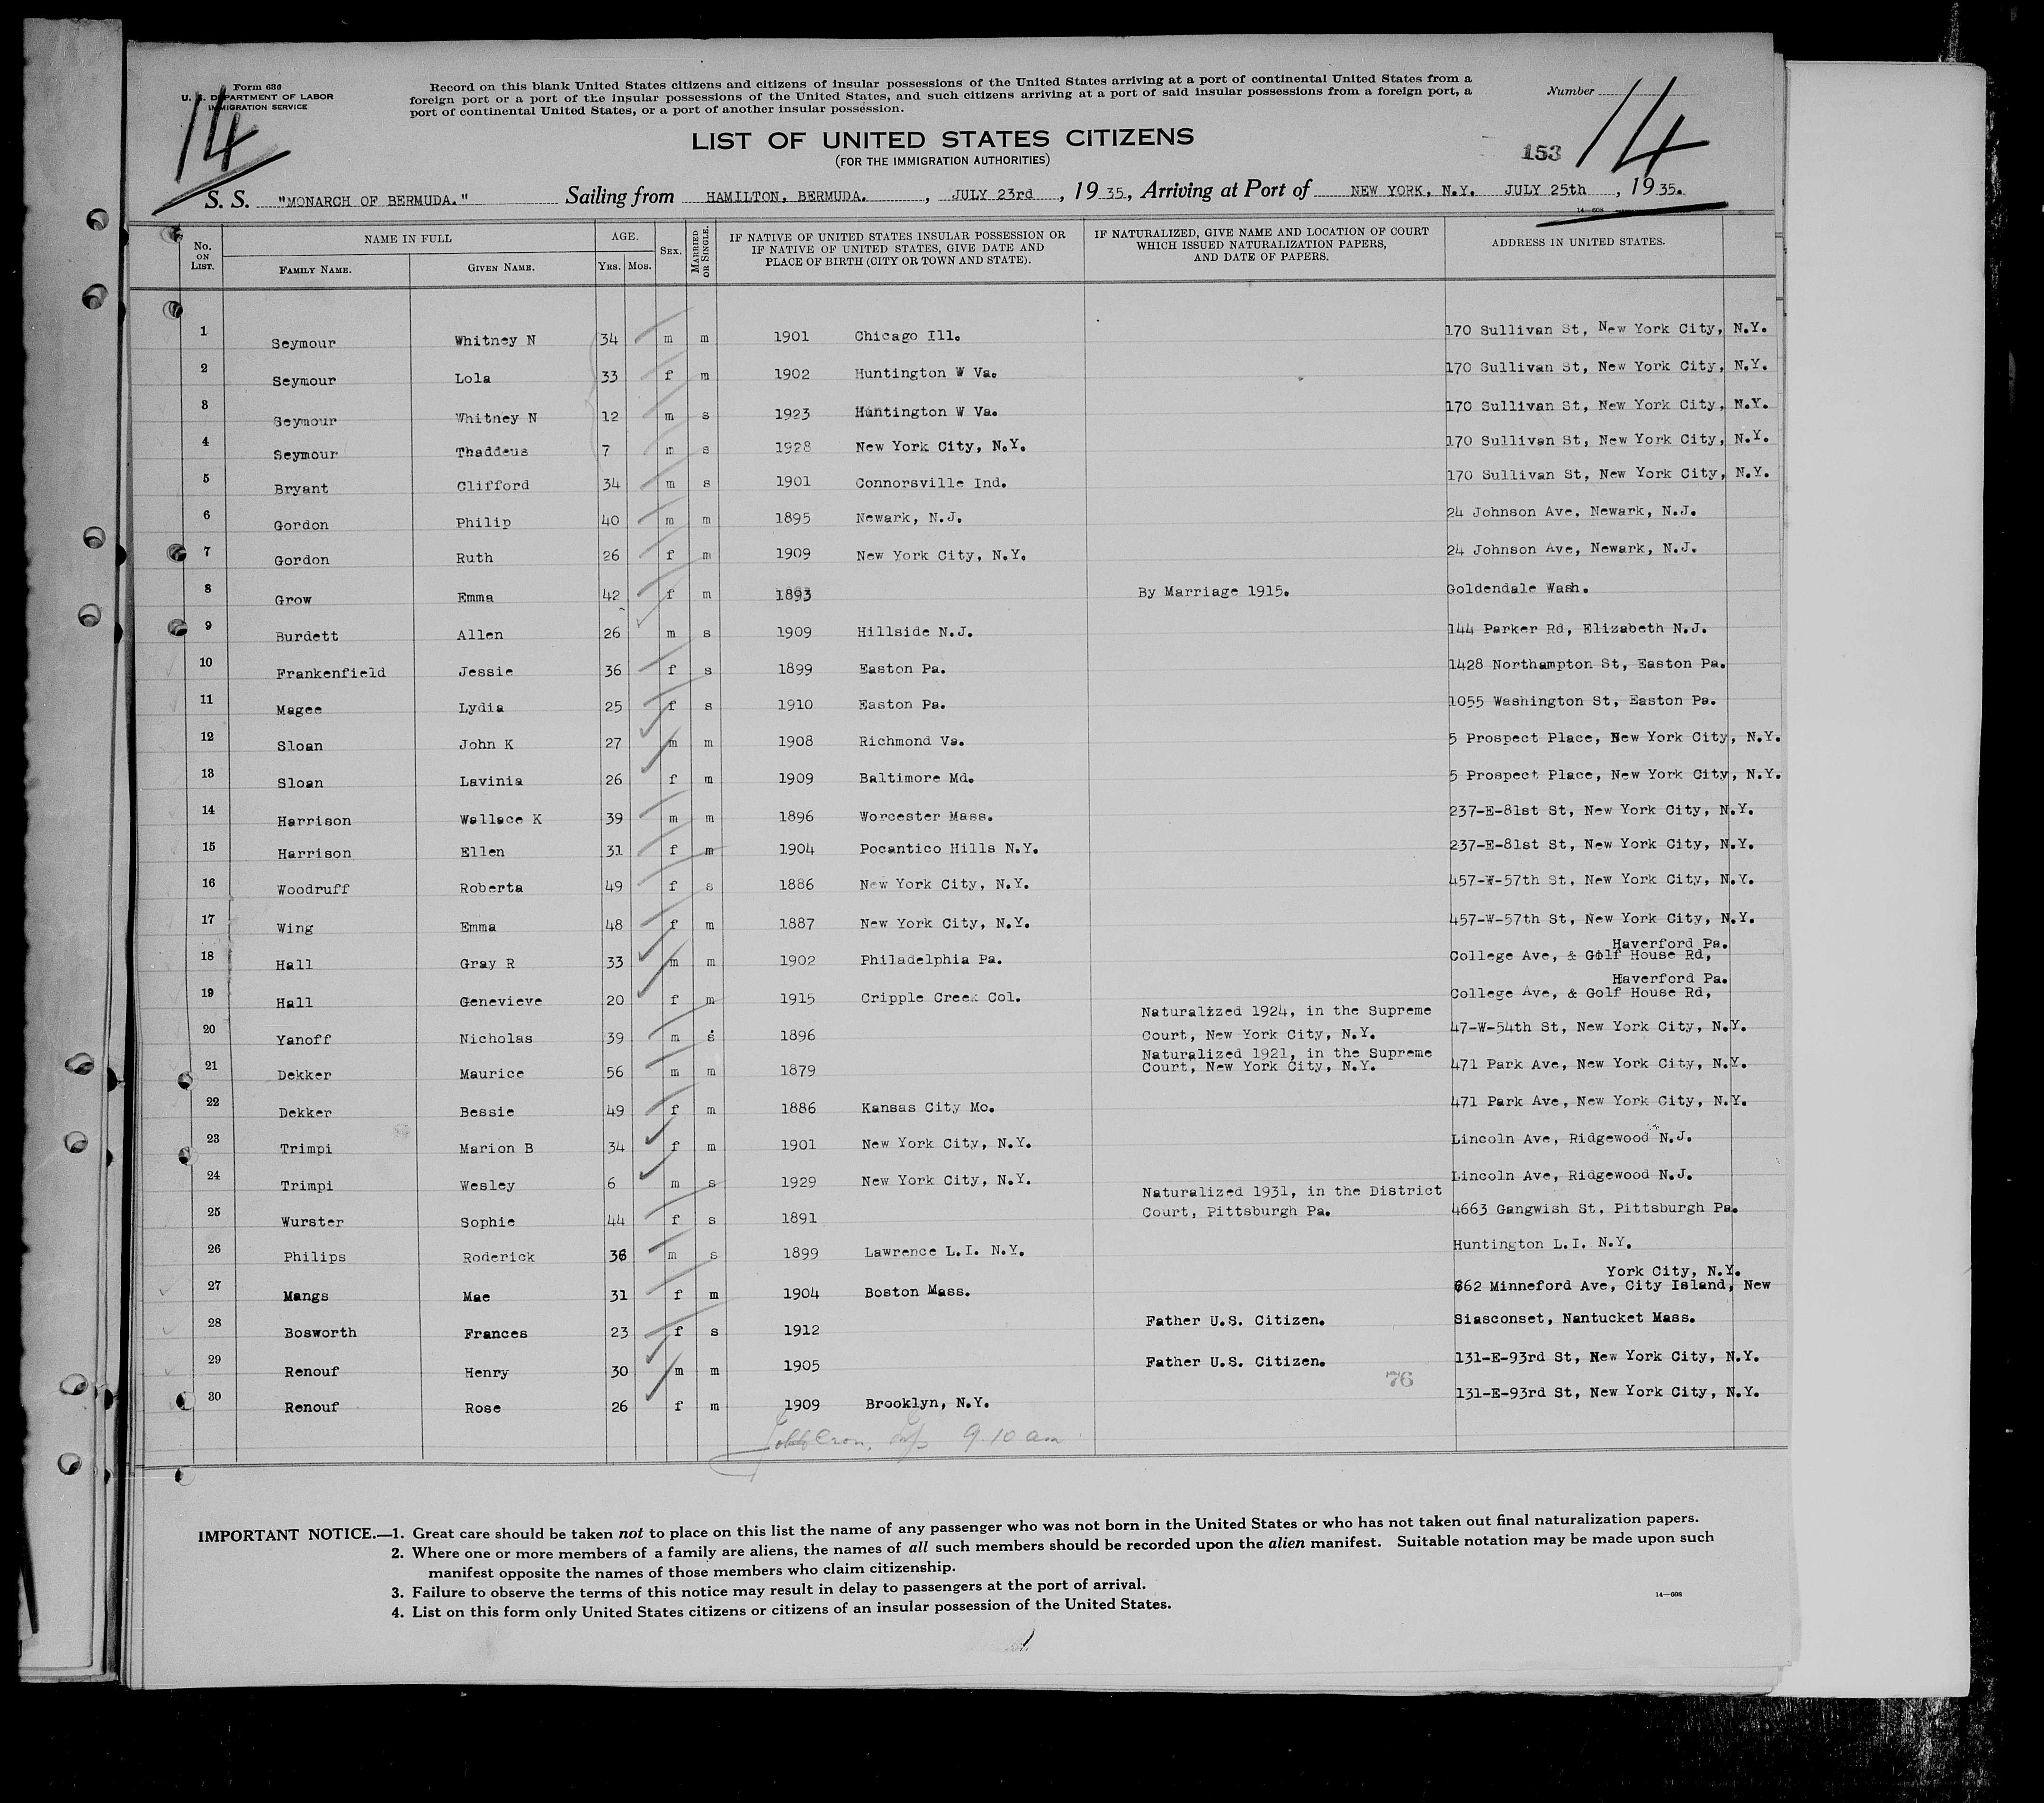 Form 630
U. S. DEPARTMENT OF LABOR
IMMIGRATION SERVICE
14
Record on this blank United States citizens and citizens of insular possessions of the United States arriving at a port of continental United States from a
foreign port or a port of the insular possessions of the United States, and such citizens arriving at a port of said insular possessions from a foreign port, a
port of continental United States, or a port of another insular possession.
Number
14
LIST OF UNITED STATES CITIZENS
(FOR THE IMMIGRATION AUTHORITIES)
153
S. S. "MONARCH OF BERMUDA." Sailing from HAMILTON, BERMUDA. , JULY 23rd , 19 35, Arriving at Port of NEW YORK, N.Y. JULY 25th , 19 35.
14-608
No. ON LIST. NAME IN FULL FAMILY NAME. GIVEN NAME. AGE. YRS. MOS. SEX. MARRIED OR SINGLE. IF NATIVE OF UNITED STATES INSULAR POSSESSION OR IF NATIVE OF UNITED STATES, GIVE DATE AND PLACE OF BIRTH (CITY OR TOWN AND STATE). IF NATURALIZED, GIVE NAME AND LOCATION OF COURT WHICH ISSUED NATURALIZATION PAPERS, AND DATE OF PAPERS. ADDRESS IN UNITED STATES.
1 Seymour Whitney N 34 m m 1901 Chicago Ill. 170 Sullivan St, New York City, N.Y.
2 Seymour Lola 33 f m 1902 Huntington W Va. 170 Sullivan St, New York City, N.Y.
3 Seymour Whitney N 12 m s 1923 Huntington W Va. 170 Sullivan St, New York City, N.Y.
4 Seymour Thaddeus 7 m s 1928 New York City, N.Y. 170 Sullivan St, New York City, N.Y.
5 Bryant Clifford 34 m s 1901 Connorsville Ind. 170 Sullivan St, New York City, N.Y.
6 Gordon Philip 40 m m 1895 Newark, N.J. 24 Johnson Ave, Newark, N.J.
7 Gordon Ruth 26 f m 1909 New York City, N.Y. 24 Johnson Ave, Newark, N.J.
8 Grow Emma 42 f m 1893 By Marriage 1915. Goldendale Wash.
9 Burdett Allen 26 m s 1909 Hillside N.J. 144 Parker Rd, Elizabeth N.J.
10 Frankenfield Jessie 36 f s 1899 Easton Pa. 1428 Northampton St, Easton Pa.
11 Magee Lydia 25 f s 1910 Easton Pa. 1055 Washington St, Easton Pa.
12 Sloan John K 27 m m 1908 Richmond Va. 5 Prospect Place, New York City, N.Y.
13 Sloan Lavinia 26 f m 1909 Baltimore Md. 5 Prospect Place, New York City, N.Y.
14 Harrison Wallace K 39 m m 1896 Worcester Mass. 237-E-81st St, New York City, N.Y.
15 Harrison Ellen 31 f m 1904 Pocantico Hills N.Y. 237-E-81st St, New York City, N.Y.
16 Woodruff Roberta 49 f s 1886 New York City, N.Y. 457-W-57th St, New York City, N.Y.
17 Wing Emma 48 f m 1887 New York City, N.Y. 457-W-57th St, New York City, N.Y.
Haverford Pa.
18 Hall Gray R 33 m m 1902 Philadelphia Pa. College Ave, & Golf House Rd,
Haverford Pa.
19 Hall Genevieve 20 f m 1915 Cripple Creek Col. College Ave, & Golf House Rd,
Naturalized 1924, in the Supreme
20 Yanoff Nicholas 39 m s 1896 Court, New York City, N.Y. 47-W-54th St, New York City, N.Y.
Naturalized 1921, in the Supreme
21 Dekker Maurice 56 m m 1879 Court, New York City, N.Y. 471 Park Ave, New York City, N.Y.
22 Dekker Bessie 49 f m 1886 Kansas City Mo. 471 Park Ave, New York City, N.Y.
23 Trimpi Marion B 34 f m 1901 New York City, N.Y. Lincoln Ave, Ridgewood N.J.
24 Trimpi Wesley 6 m s 1929 New York City, N.Y. Lincoln Ave, Ridgewood N.J.
Naturalized 1931, in the District
25 Wurster Sophie 44 f s 1891 Court, Pittsburgh Pa. 4663 Gangwish St, Pittsburgh Pa.
26 Philips Roderick 36 m s 1899 Lawrence L.I. N.Y. Huntington L.I. N.Y.
York City, N.Y.
27 Mangs Mae 31 f m 1904 Boston Mass. 662 Minneford Ave, City Island, New
28 Bosworth Frances 23 f s 1912 Father U.S. Citizen. Siasconset, Nantucket Mass.
29 Renouf Henry 30 m m 1905 Father U.S. Citizen. 131-E-93rd St, New York City, N.Y.
76
30 Renouf Rose 26 f m 1909 Brooklyn, N.Y. 131-E-93rd St, New York City, N.Y.
9.10 am
IMPORTANT NOTICE.—1. Great care should be taken not to place on this list the name of any passenger who was not born in the United States or who has not taken out final naturalization papers.
2. Where one or more members of a family are aliens, the names of all such members should be recorded upon the alien manifest. Suitable notation may be made upon such
manifest opposite the names of those members who claim citizenship.
3. Failure to observe the terms of this notice may result in delay to passengers at the port of arrival.
4. List on this form only United States citizens or citizens of an insular possession of the United States.
14-608